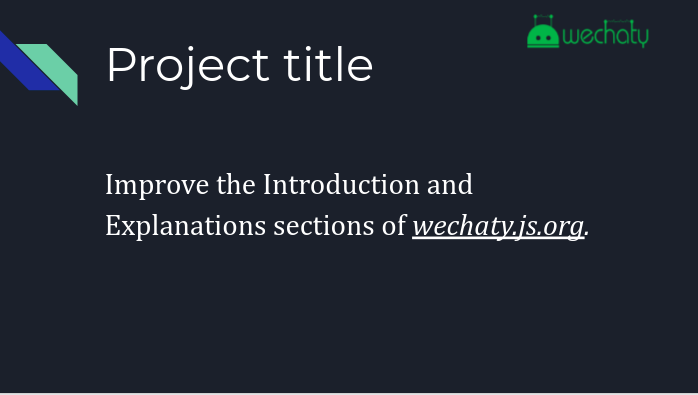 wechaty
Project title
Improve the Introduction and
Explanations sections of wechaty.js.org.